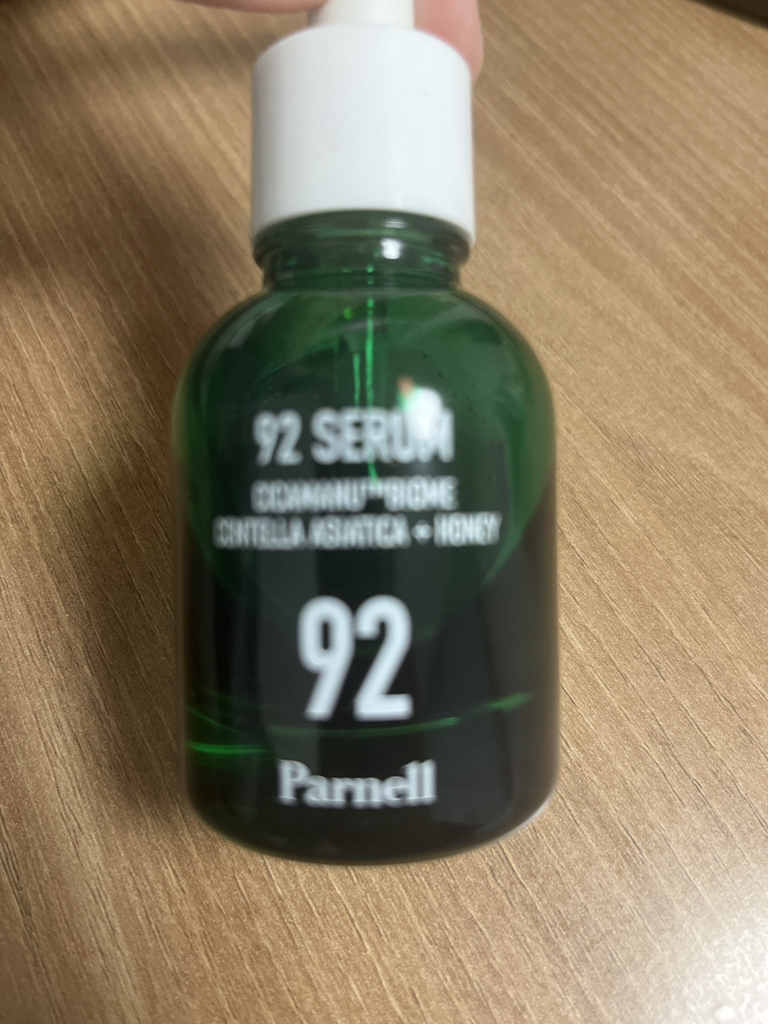 92 SERUM
CICAMANU™BIOME
CENTELLA ASIATICA + HONEY
92
Parnell